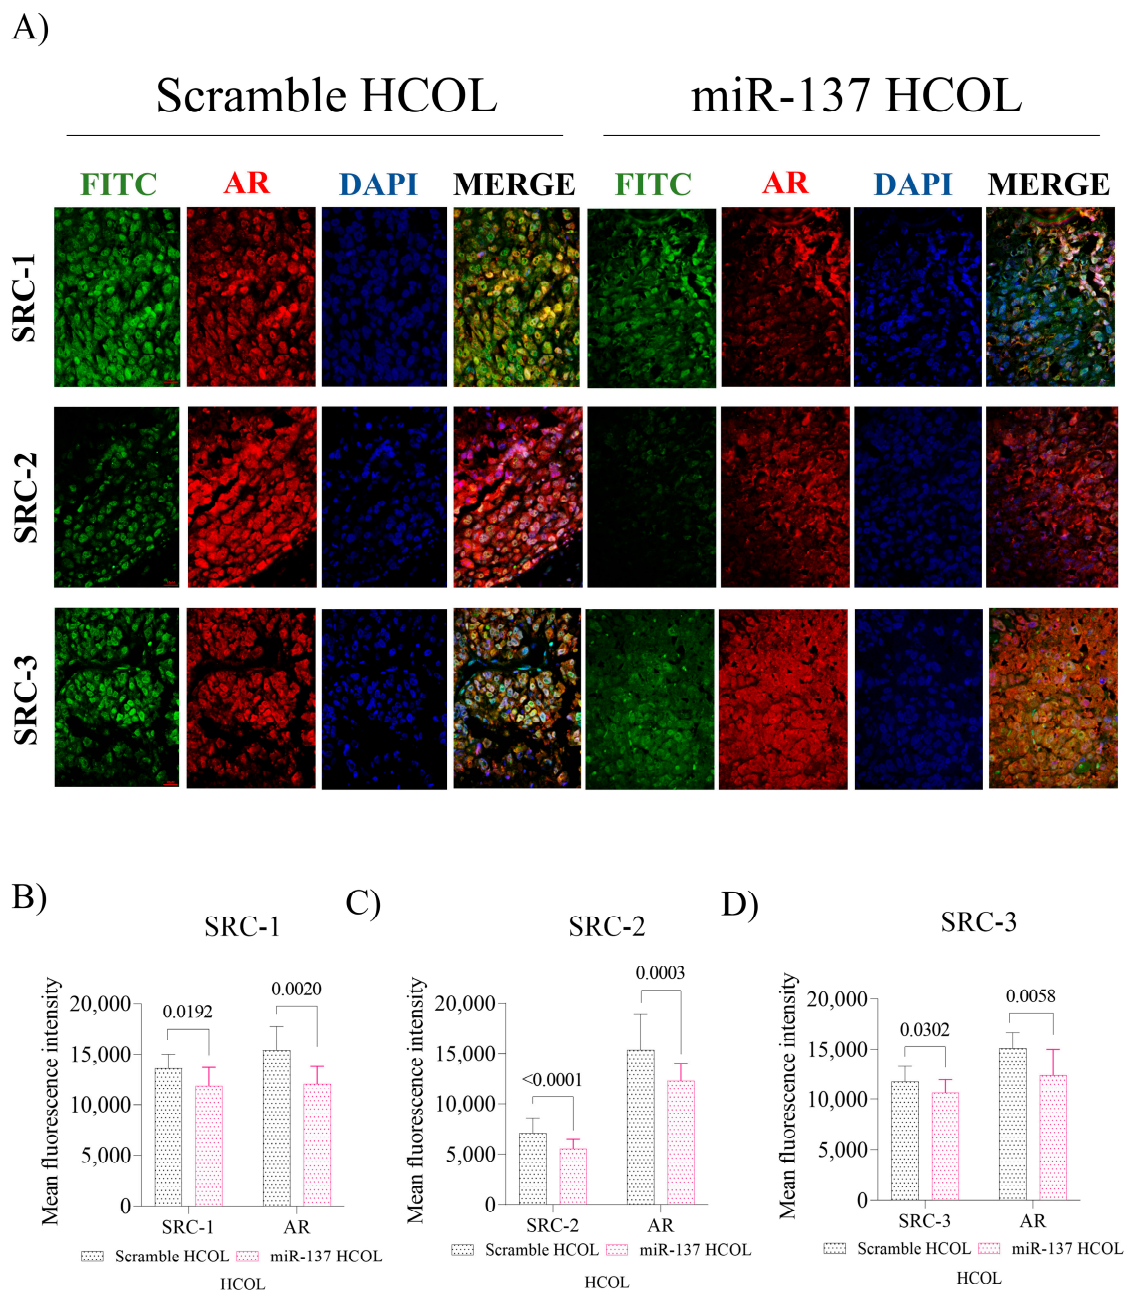 A)
Scramble HCOL
miR-137 HCOL
FITC AR DAPI MERGE FITC AR DAPI MERGE
SRC-1
SRC-2
SRC-3
B)
SRC-1
Mean fluorescence intensity
20,000
15,000
10,000
5,000
0
0.0192
0.0020
SRC-1 AR
Scramble HCOL miR-137 HCOL
HCOL
C)
SRC-2
Mean fluorescence intensity
20,000
15,000
10,000
5,000
0
<0.0001
0.0003
SRC-2 AR
Scramble HCOL miR-137 HCOL
HCOL
D)
SRC-3
Mean fluorescence intensity
20,000
15,000
10,000
5,000
0
0.0302
0.0058
SRC-3 AR
Scramble HCOL miR-137 HCOL
HCOL